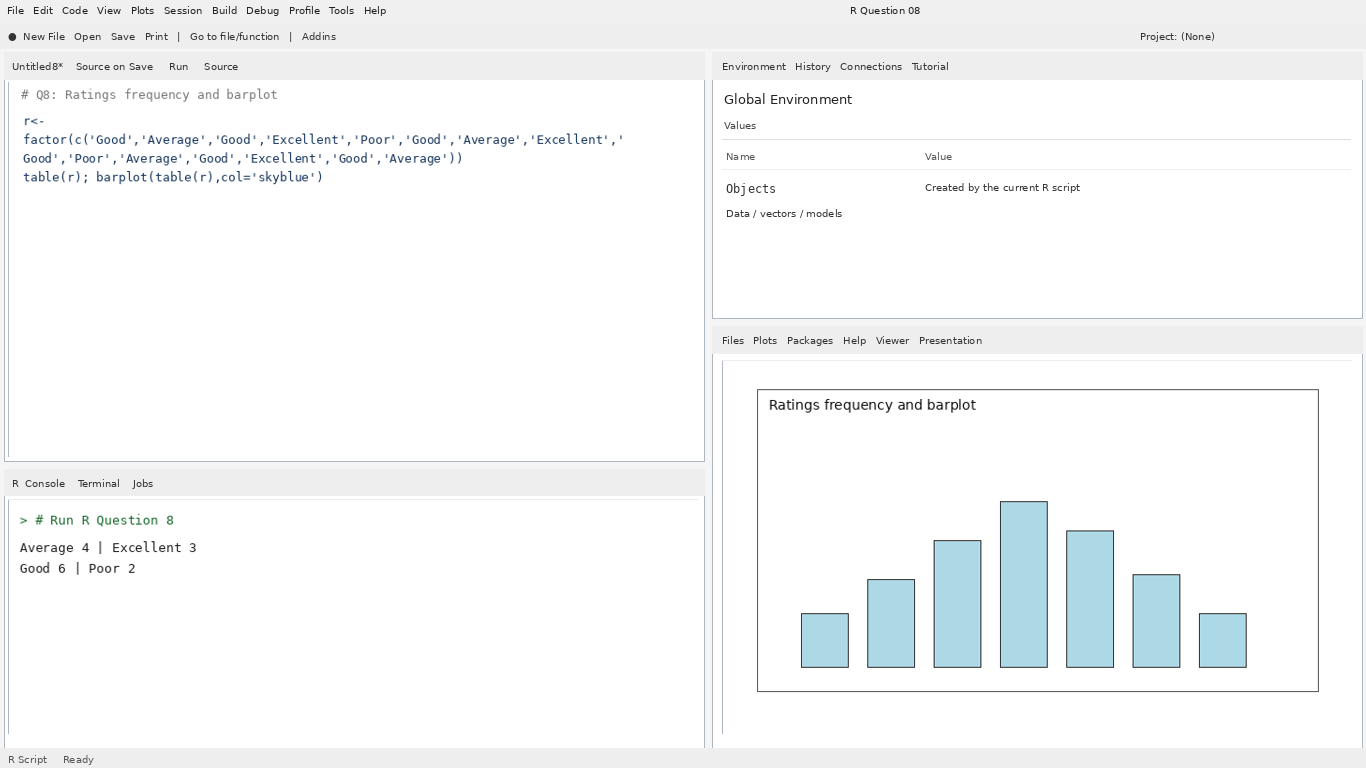 File Edit Code View Plots Session Build Debug Profile Tools Help
R Question 08
● New File Open Save Print | Go to file/function | Addins
Project: (None)
Untitled8* Source on Save Run Source
# Q8: Ratings frequency and barplot
r<-
factor(c('Good','Average','Good','Excellent','Poor','Good','Average','Excellent','
Good','Poor','Average','Good','Excellent','Good','Average'))
table(r); barplot(table(r),col='skyblue')
R Console Terminal Jobs
> # Run R Question 8
Average 4 | Excellent 3
Good 6 | Poor 2
Environment History Connections Tutorial
Global Environment
Values
Name Value
Objects Created by the current R script
Data / vectors / models
Files Plots Packages Help Viewer Presentation
Ratings frequency and barplot
R Script Ready